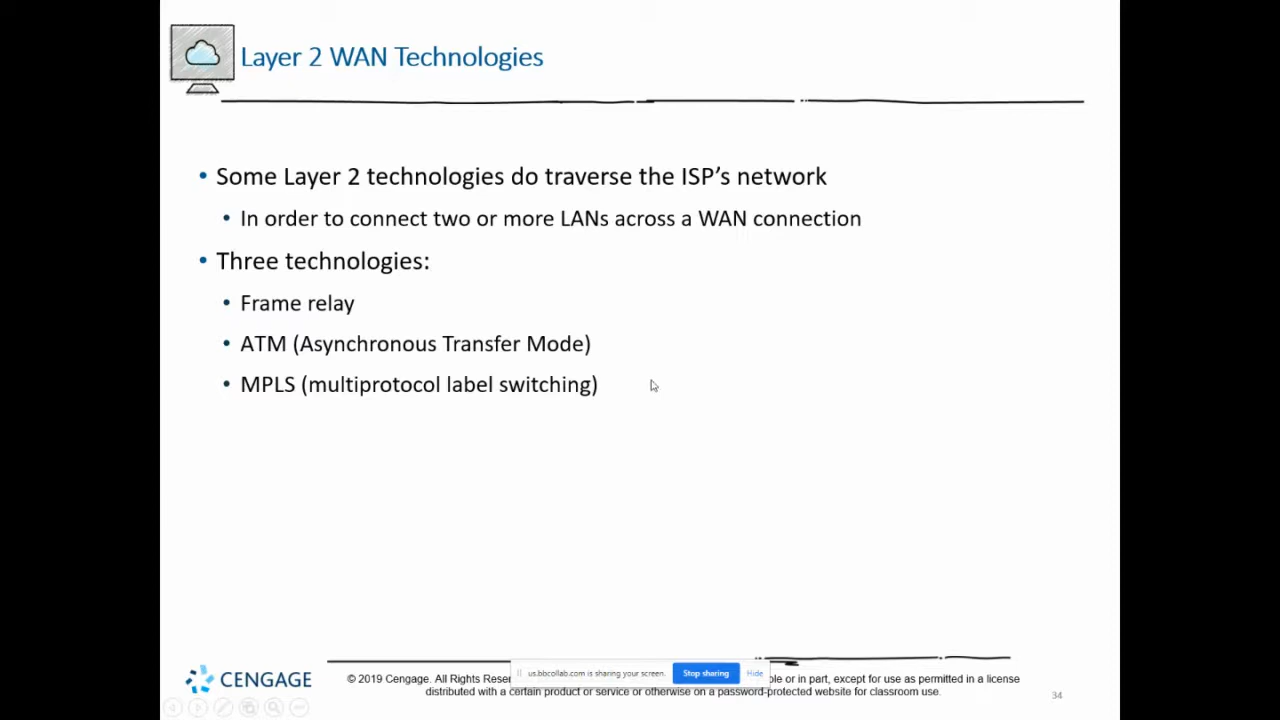 Layer 2 WAN Technologies
• Some Layer 2 technologies do traverse the ISP's network
• In order to connect two or more LANs across a WAN connection
• Three technologies:
• Frame relay
• ATM (Asynchronous Transfer Mode)
• MPLS (multiprotocol label switching)
CENGAGE
© 2019 Cengage. All Rights Reser
us.bbcollab.com is sharing your screen.
Stop sharing
Hide
or in part, except for use as permitted in a license
distributed with a certain product or service or otherwise on a password-protected website for classroom use.
34